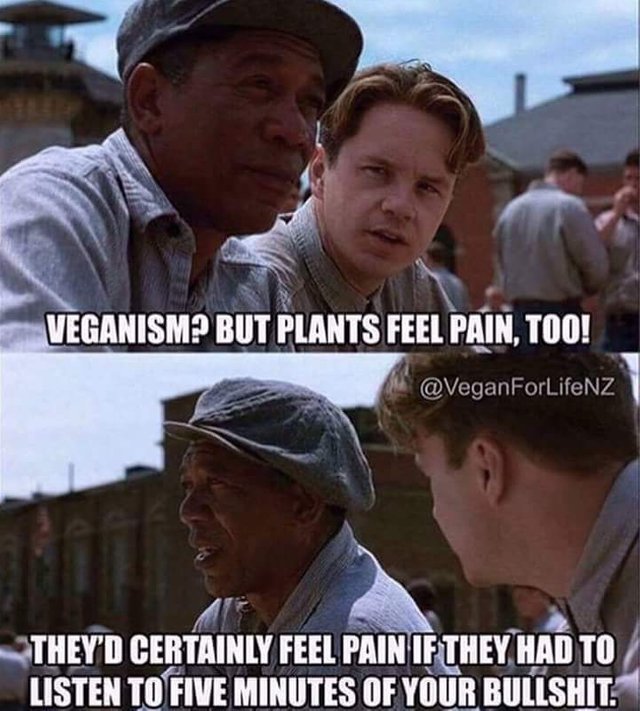 VEGANISM? BUT PLANTS FEEL PAIN, TOO!
@VeganForLifeNZ
THEY'D CERTAINLY FEEL PAIN IF THEY HAD TO
LISTEN TO FIVE MINUTES OF YOUR BULLSHIT.